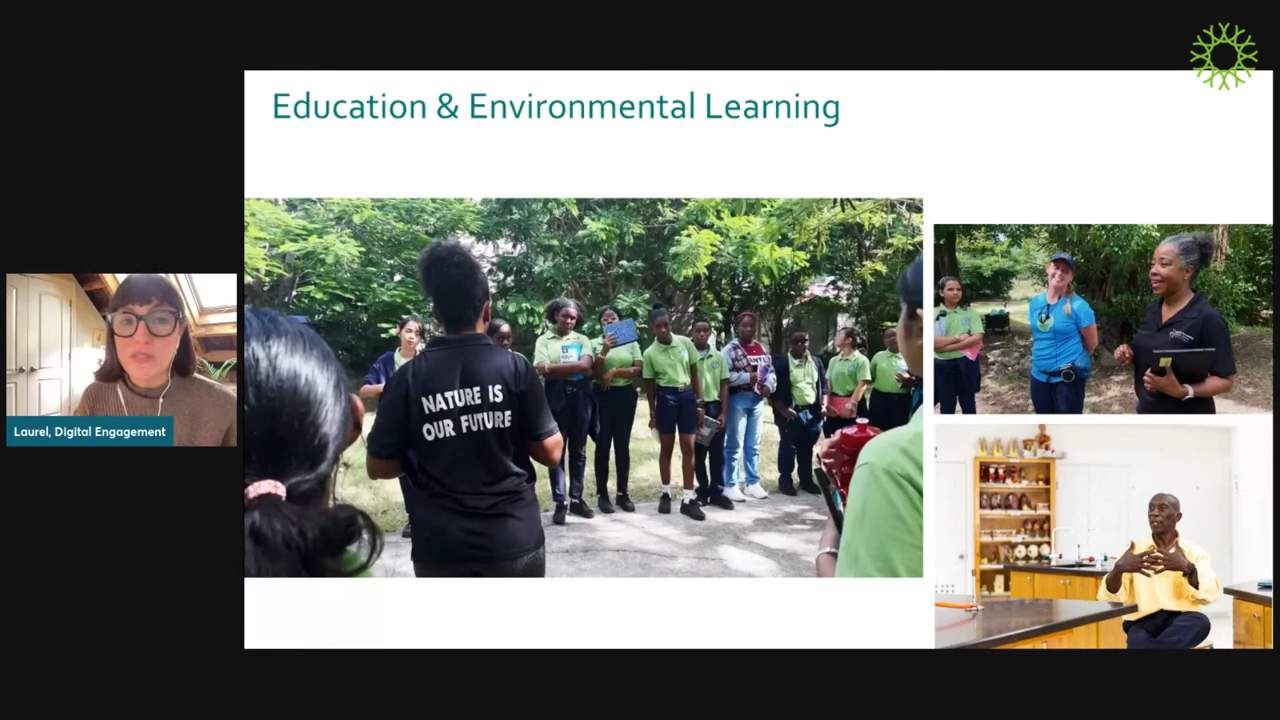 Education & Environmental Learning
NATURE IS
OUR FUTURE
Laurel, Digital Engagement